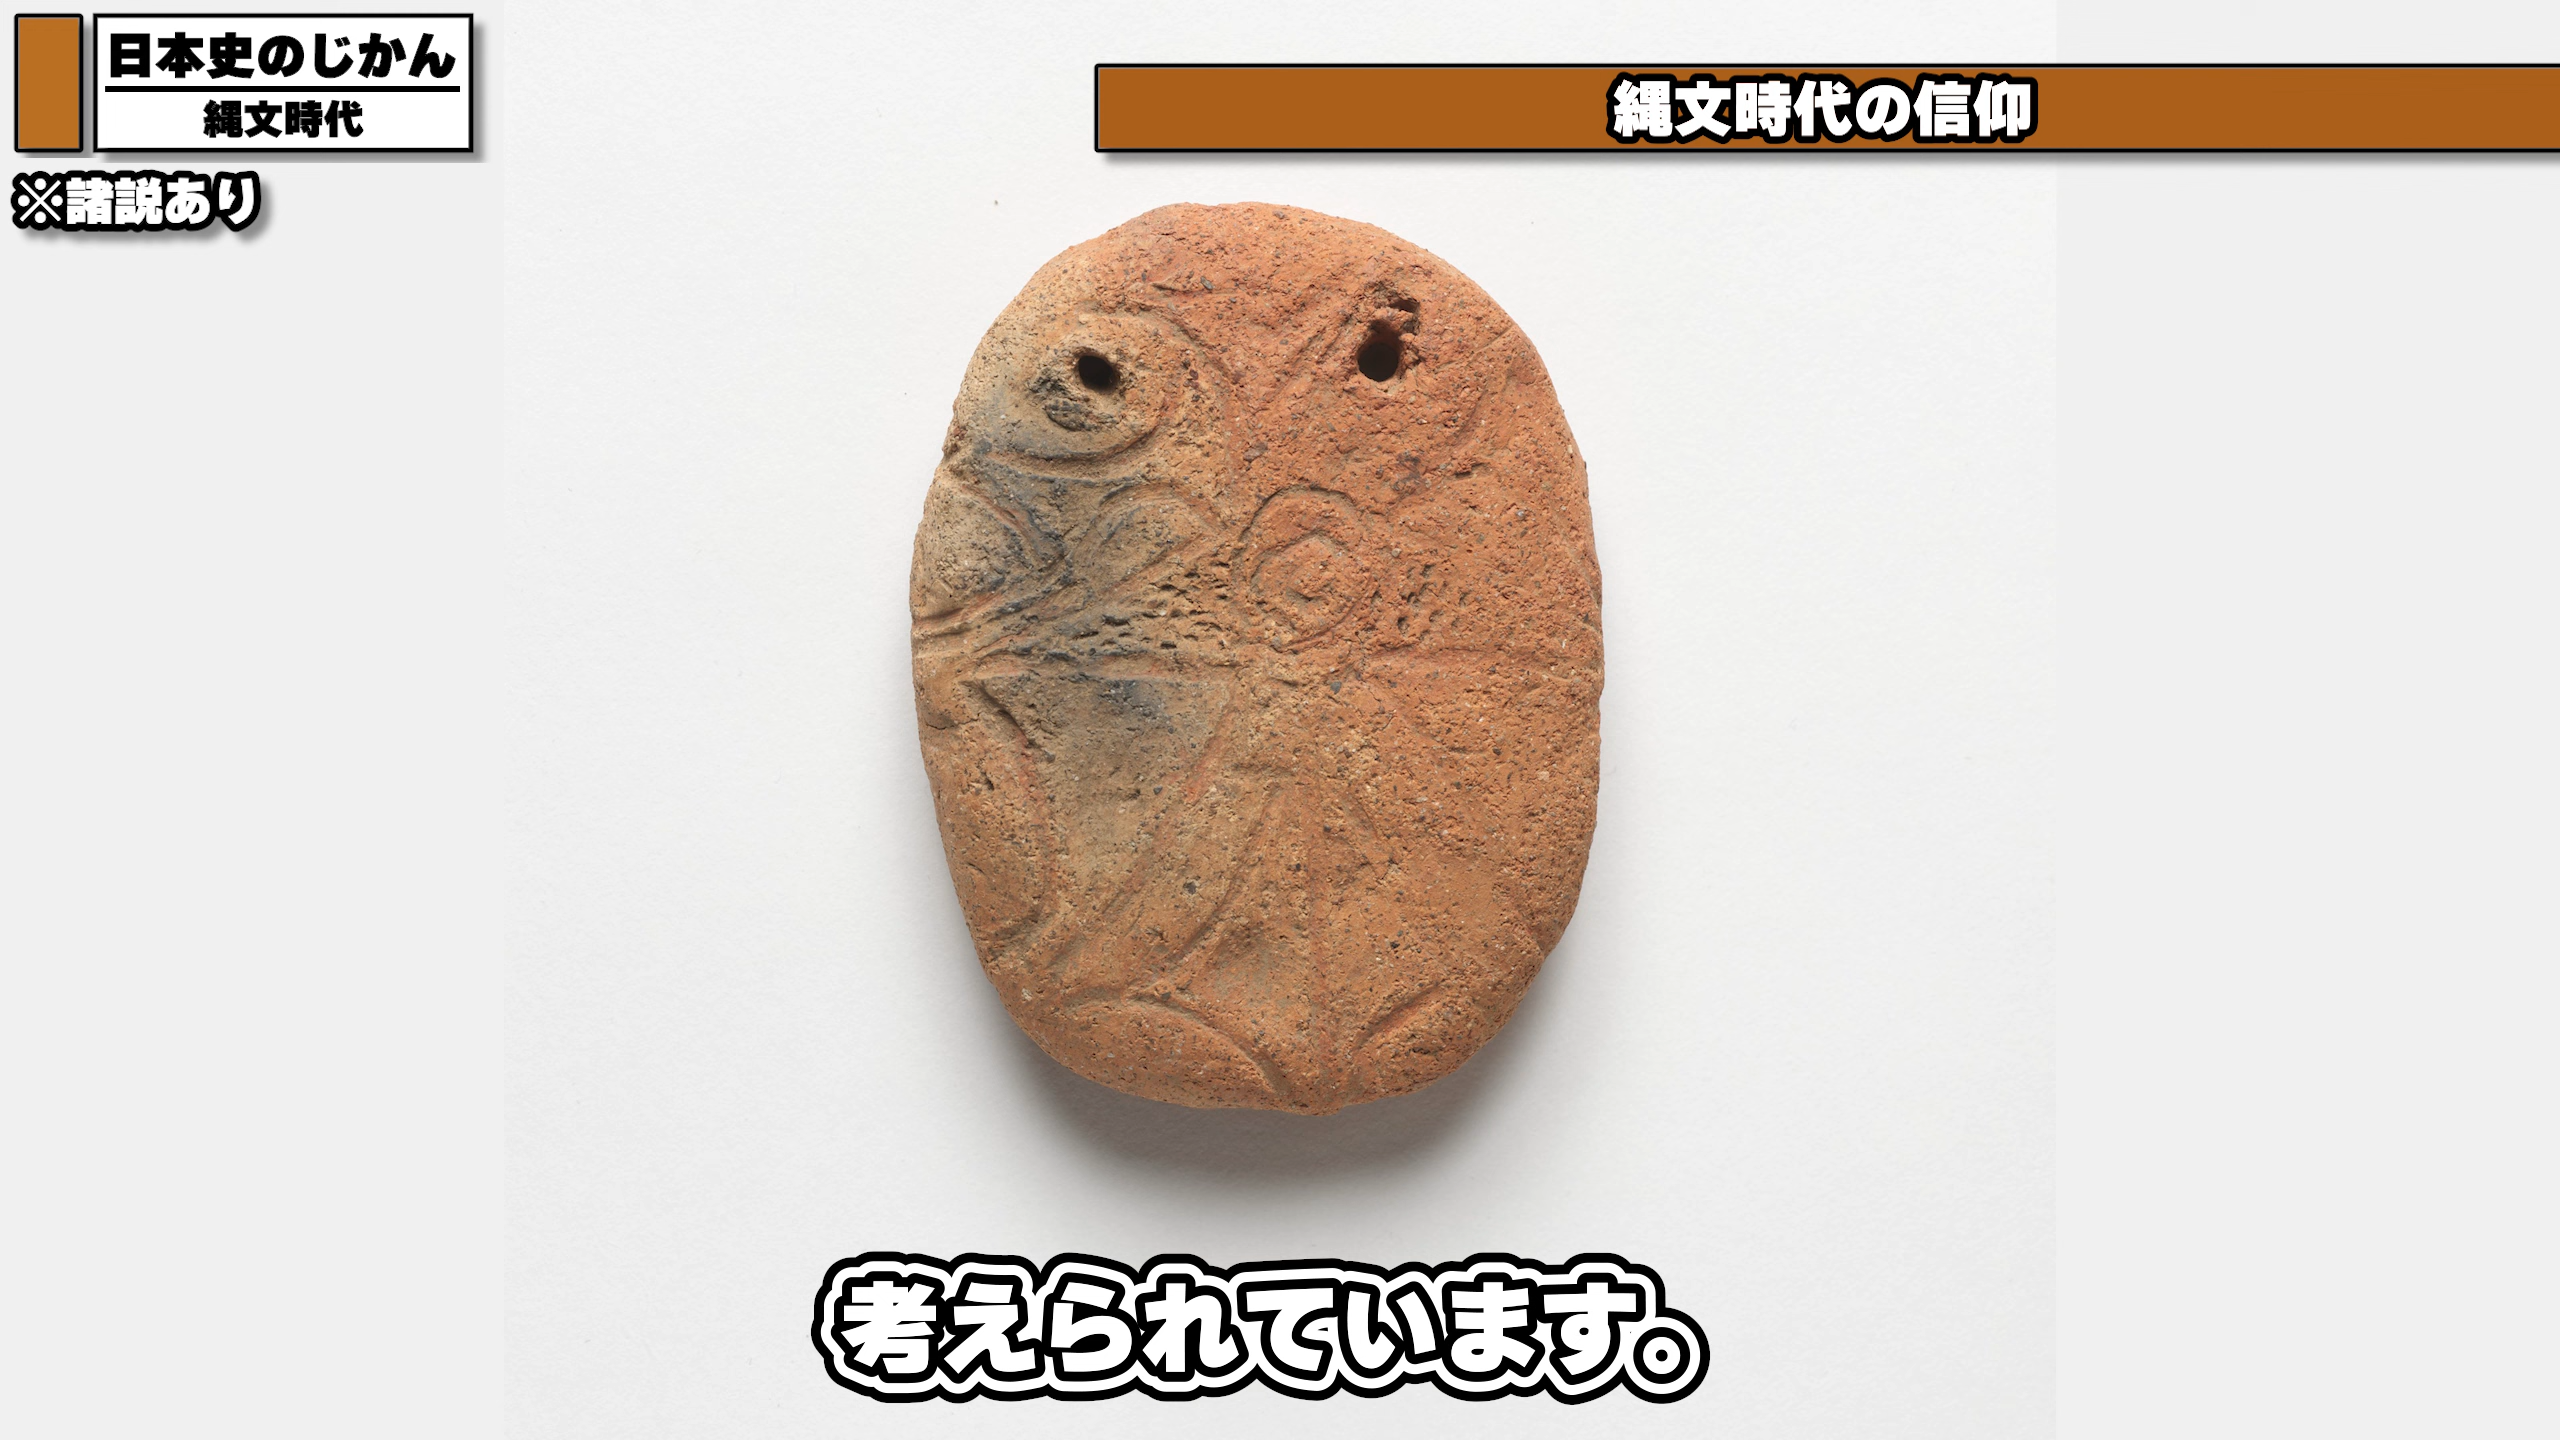 日本史のじかん
縄文時代
縄文時代の信仰
※諸説あり
考えられています。